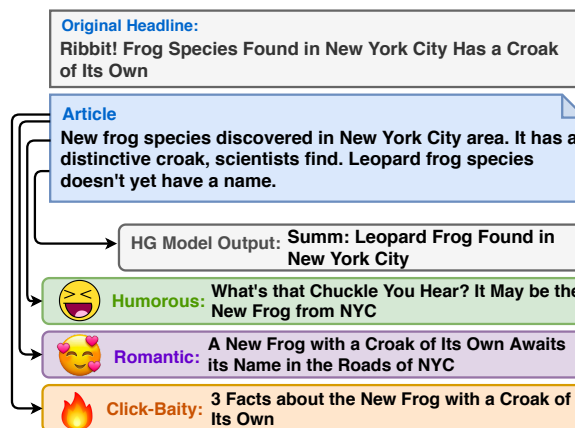 Original Headline:
Ribbit! Frog Species Found in New York City Has a Croak
of Its Own
Article
New frog species discovered in New York City area. It has a
distinctive croak, scientists find. Leopard frog species
doesn't yet have a name.
HG Model Output: Summ: Leopard Frog Found in
New York City
Humorous: What's that Chuckle You Hear? It May be the
New Frog from NYC
Romantic: A New Frog with a Croak of Its Own Awaits
its Name in the Roads of NYC
Click-Baity: 3 Facts about the New Frog with a Croak of
Its Own